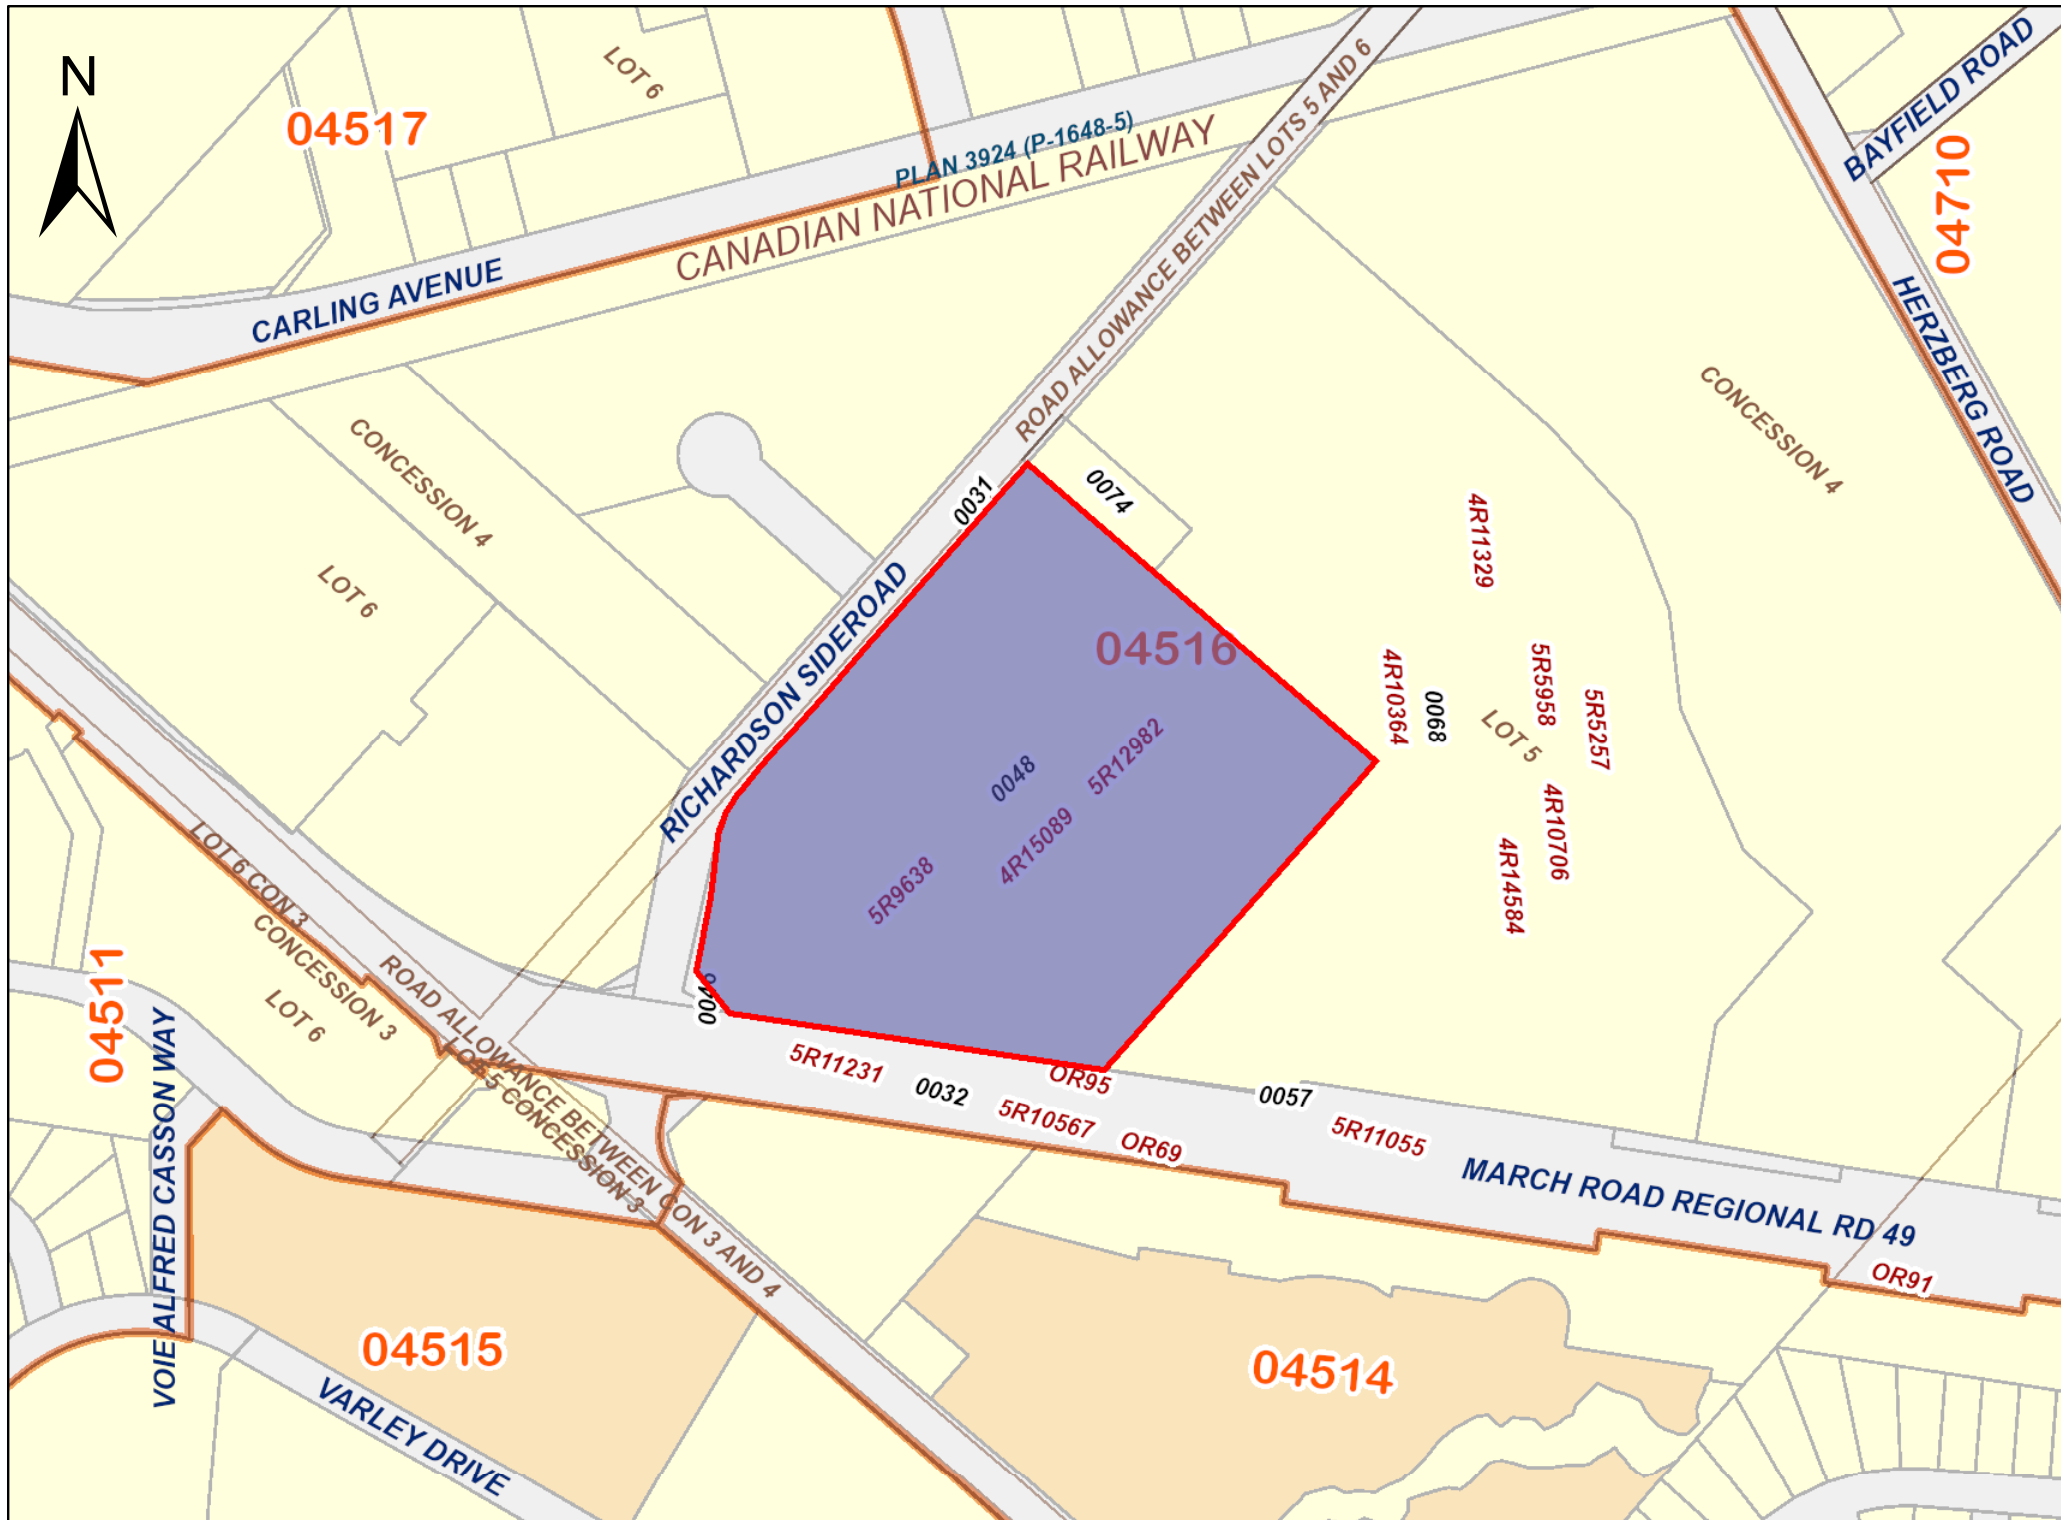 N
LOT 6
04517
PLAN 3924 (P-1648-5)
CANADIAN NATIONAL RAILWAY
CARLING AVENUE
ROAD ALLOWANCE BETWEEN LOTS 5 AND 6
BAYFIELD ROAD
04710
HERZBERG ROAD
CONCESSION 4
CONCESSION 4
LOT 6
0031
0074
RICHARDSON SIDEROAD
04516
4R11329
4R10364
0068
5R5958
5R5257
LOT 5
4R10706
4R14584
0048
5R12982
4R15089
5R9638
LOT 6 CON 3
CONCESSION 3
LOT 6
04511
VOIE ALFRED CASSON WAY
ROAD ALLOWANCE BETWEEN CON 3 AND 4
LOT 5 CONCESSION 3
5R11231
0032
OR95
5R10567
OR69
0057
5R11055
MARCH ROAD REGIONAL RD 49
OR91
04515
04514
VARLEY DRIVE